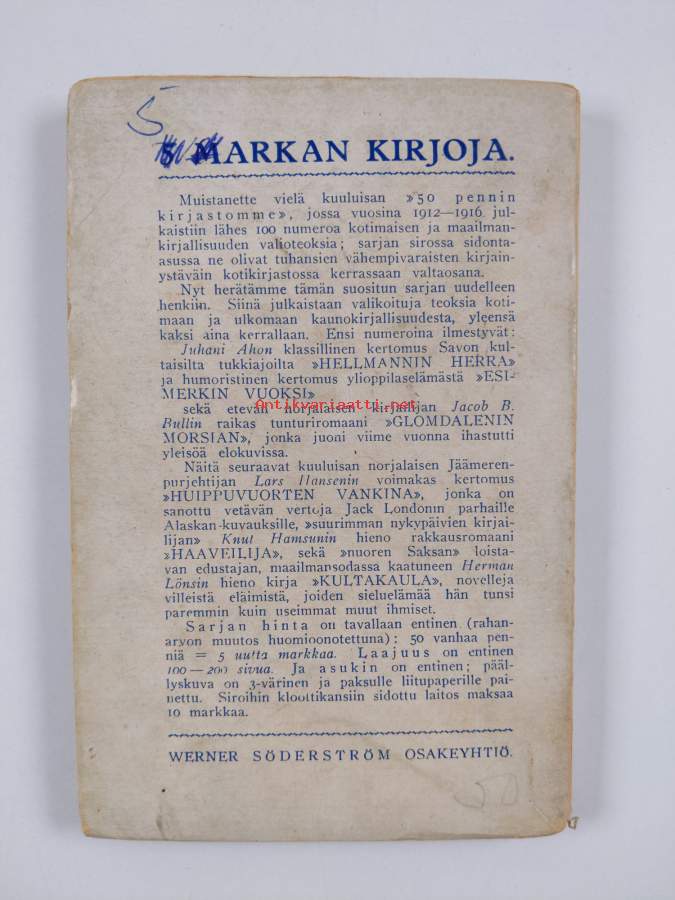 5
5 MARKAN KIRJOJA.
Muistanette vielä kuuluisan »50 pennin
kirjastomme», jossa vuosina 1912—1916 jul-
kaistiin lähes 100 numeroa kotimaisen ja maailman-
kirjallisuuden valioteoksia; sarjan sirossa sidonta-
asussa ne olivat tuhansien vähempivaraisten kirjain-
ystäväin kotikirjastossa kerrassaan valtaosana.
Nyt herätämme tämän suositun sarjan uudelleen
henkiin. Siinä julkaistaan valikoituja teoksia koti-
maan ja ulkomaan kaunokirjallisuudesta, yleensä
kaksi aina kerrallaan. Ensi numeroina ilmestyvät:
Juhani Ahon klassillinen kertomus Savon kul-
taisilta tukkiajoilta »HELLMANNIN HERRA»
ja humoristinen kertomus ylioppilaselämästä »ESI-
MERKIN VUOKSI»
Antikvariaatti.net
sekä etevän norjalaisen kirjailijan Jacob B.
Bullin raikas tunturiromaani »GLOMDALENIN
MORSIAN», jonka juoni viime vuonna ihastutti
yleisöä elokuvissa.
Näitä seuraavat kuuluisan norjalaisen Jäämeren-
purjehtijan Lars Hansenin voimakas kertomus
»HUIPPUVUORTEN VANKINA», jonka on
sanottu vetävän vertoja Jack Londonin parhaille
Alaskan-kuvauksille, »suurimman nykypäivien kirjai-
lijan» Knut Hamsunin hieno rakkausromaani
»HAAVEILIJA», sekä »nuoren Saksan» loista-
van edustajan, maailmansodassa kaatuneen Herman
Lönsin hieno kirja »KULTAKAULA», novelleja
villeistä eläimistä, joiden sieluelämää hän tunsi
paremmin kuin useimmat muut ihmiset.
Sarjan hinta on tavallaan entinen (rahan-
arvon muutos huomioonotettuna): 50 vanhaa pen-
niä = 5 uutta markkaa. Laajuus on entinen
100—200 sivua. Ja asukin on entinen; pääl-
lyskuva on 3-värinen ja paksulle liitupaperille pai-
nettu. Siroihin kloottikansiin sidottu laitos maksaa
10 markkaa.
WERNER SÖDERSTRÖM OSAKEYHTIÖ.
50